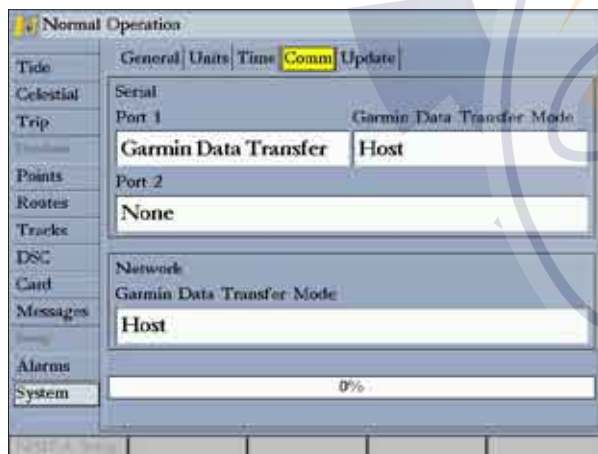 Normal Operation
General Units Time Comm Update
Tide
Celestial
Trip
Points
Routes
Tracks
DSC
Card
Messages
Alarms
System
Serial
Port 1 Garmin Data Transfer Mode
Garmin Data Transfer Host
Port 2
None
Network
Garmin Data Transfer Mode
Host
0%